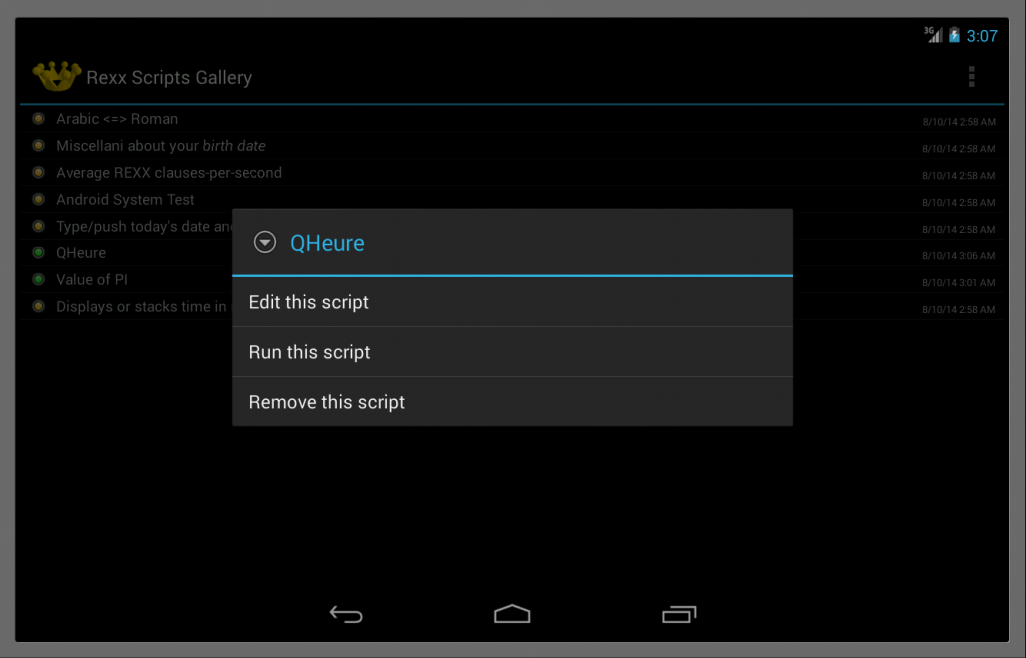 3G 3:07
Rexx Scripts Gallery
Arabic <=> Roman 8/10/14 2:58 AM
Miscellani about your birth date 8/10/14 2:58 AM
Average REXX clauses-per-second 8/10/14 2:58 AM
Android System Test 8/10/14 2:58 AM
Type/push today's date an 8/10/14 2:58 AM
QHeure 8/10/14 3:06 AM
Value of PI 8/10/14 3:01 AM
Displays or stacks time in 8/10/14 2:58 AM
QHeure
Edit this script
Run this script
Remove this script